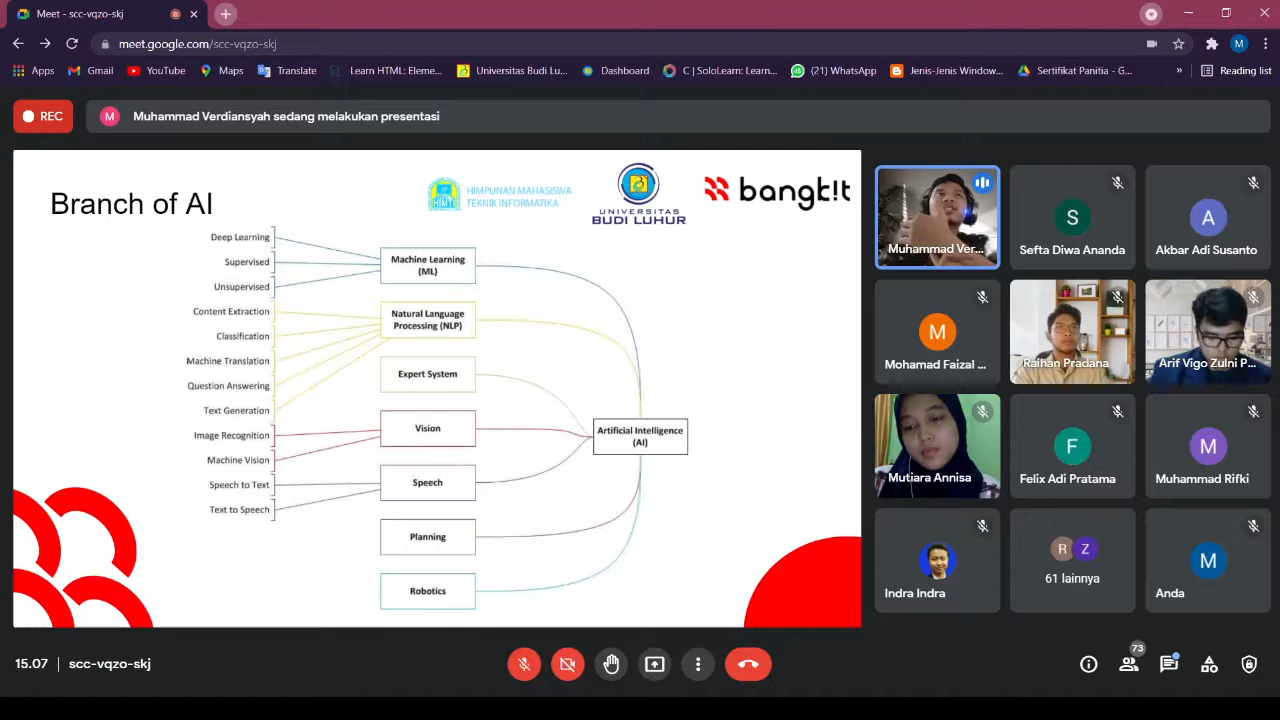 Meet - scc-vqzo-skj
meet.google.com/scc-vqzo-skj
M
Apps
Gmail
YouTube
Maps
Translate
Learn HTML: Eleme...
Universitas Budi Lu...
Dashboard
C | SoloLearn: Learn...
(21) WhatsApp
Jenis-Jenis Window...
Sertifikat Panitia - G...
»
Reading list
REC
M
Muhammad Verdiansyah sedang melakukan presentasi
Branch of AI
HIMTI
HIMPUNAN MAHASISWA
TEKNIK INFORMATIKA
UNIVERSITAS
BUDI LUHUR
bangk!t
Deep Learning
Supervised
Unsupervised
Content Extraction
Classification
Machine Translation
Question Answering
Text Generation
Image Recognition
Machine Vision
Speech to Text
Text to Speech
Machine Learning
(ML)
Natural Language
Processing (NLP)
Expert System
Vision
Speech
Planning
Robotics
Artificial Intelligence
(AI)
Muhammad Ver...
S
Sefta Diwa Ananda
A
Akbar Adi Susanto
M
Mohamad Faizal ...
Raihan Pradana
Arif Vigo Zulni P...
Mutiara Annisa
F
Felix Adi Pratama
M
Muhammad Rifki
Indra Indra
R Z
61 lainnya
M
Anda
15.07 | scc-vqzo-skj
73